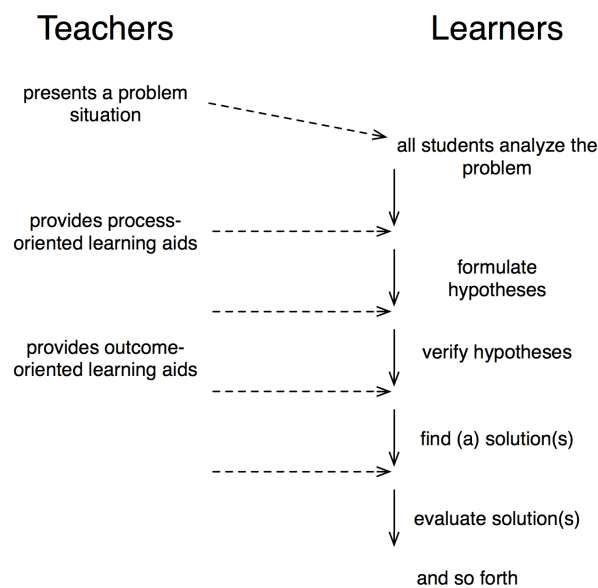 Teachers
Learners
presents a problem
situation
all students analyze the
problem
provides process-
oriented learning aids
formulate
hypotheses
provides outcome-
oriented learning aids
verify hypotheses
find (a) solution(s)
evaluate solution(s)
and so forth